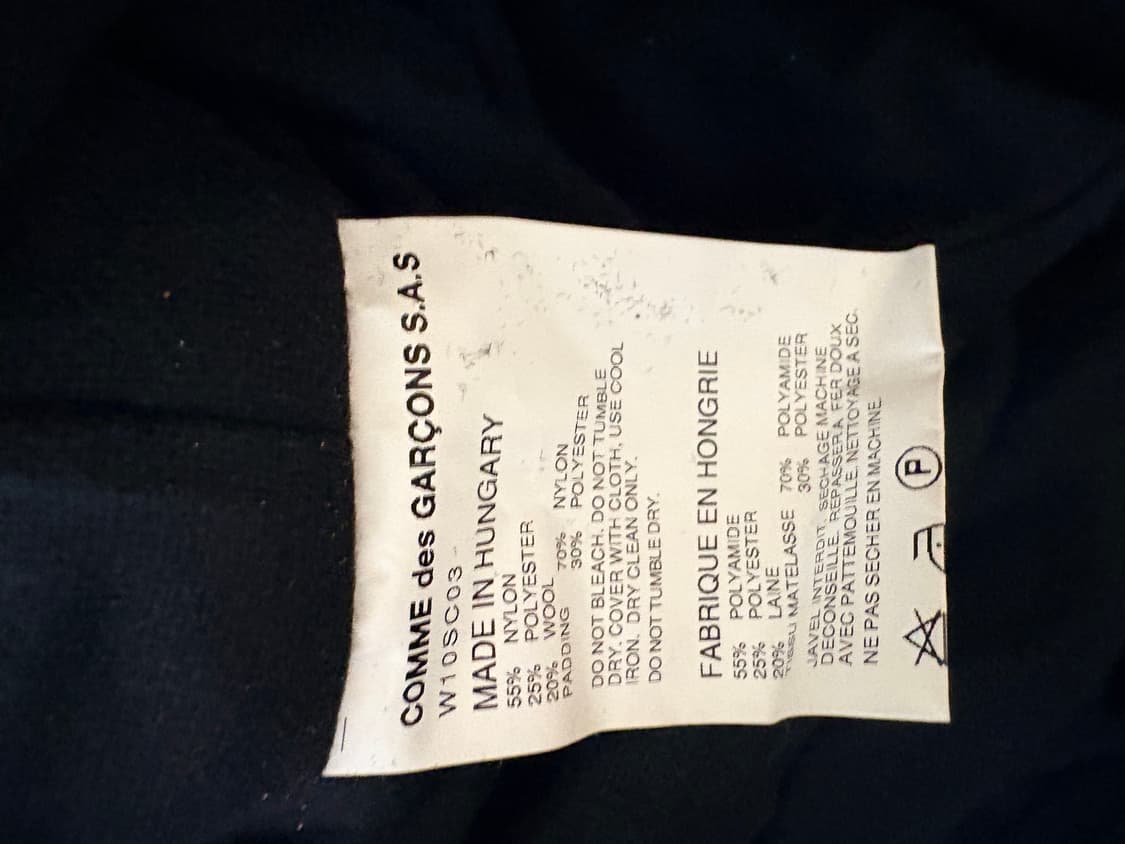 COMME des GARÇONS S.A.S
W10SC03
MADE IN HUNGARY
55% NYLON
25% POLYESTER
20% WOOL
PADDING 70% NYLON
30% POLYESTER
DO NOT BLEACH. DO NOT TUMBLE
DRY. COVER WITH CLOTH, USE COOL
IRON. DRY CLEAN ONLY.
DO NOT TUMBLE DRY.
FABRIQUE EN HONGRIE
55% POLYAMIDE
25% POLYESTER
20% LAINE
TISSU MATELASSE 70% POLYAMIDE
30% POLYESTER
JAVEL INTERDIT, SECHAGE MACHINE
DECONSEILLE. REPASSER A FER DOUX
AVEC PATTEMOUILLE. NETTOYAGE A SEC.
NE PAS SECHER EN MACHINE.
P